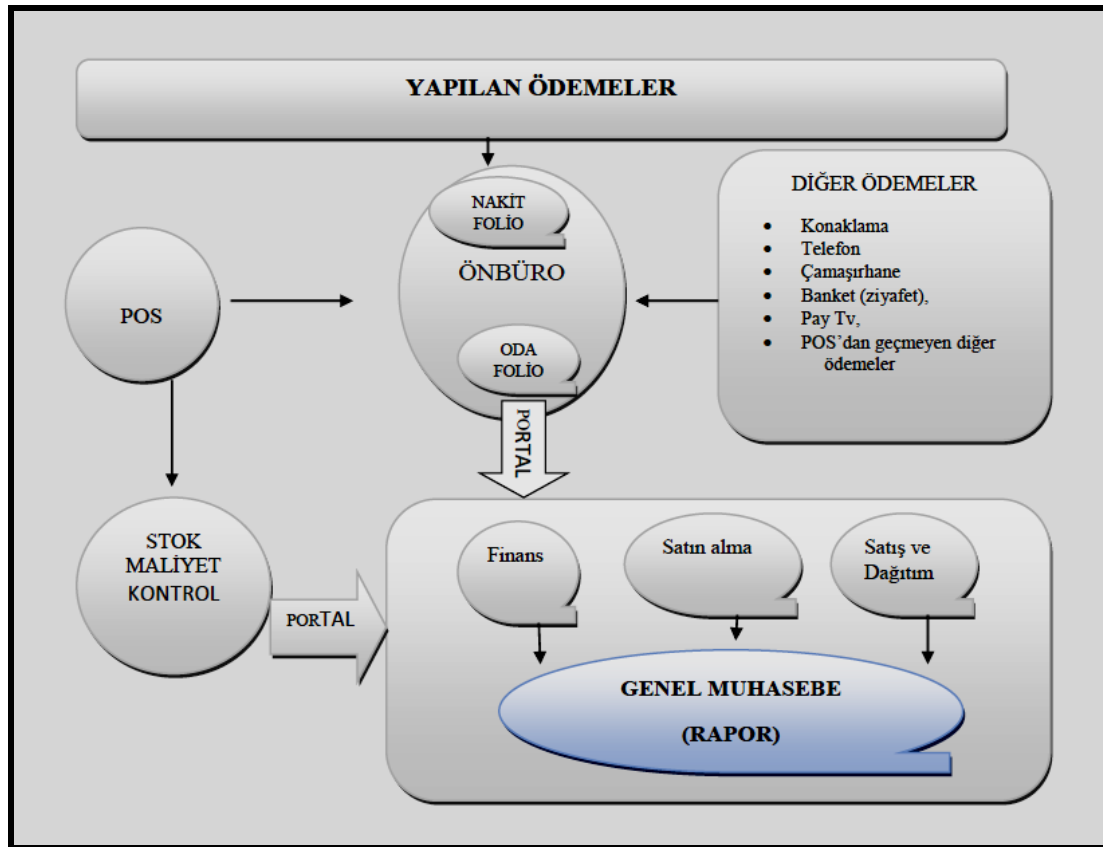 YAPILAN ÖDEMELER
NAKİT
FOLİO
ÖNBÜRO
ODA
FOLİO
POS
DİĞER ÖDEMELER
• Konaklama
• Telefon
• Çamaşırhane
• Banket (ziyafet),
• Pay Tv,
• POS’dan geçmeyen diğer
ödemeler
PORTAL
STOK
MALİYET
KONTROL
PORTAL
Finans
Satın alma
Satış ve
Dağıtım
GENEL MUHASEBE
(RAPOR)